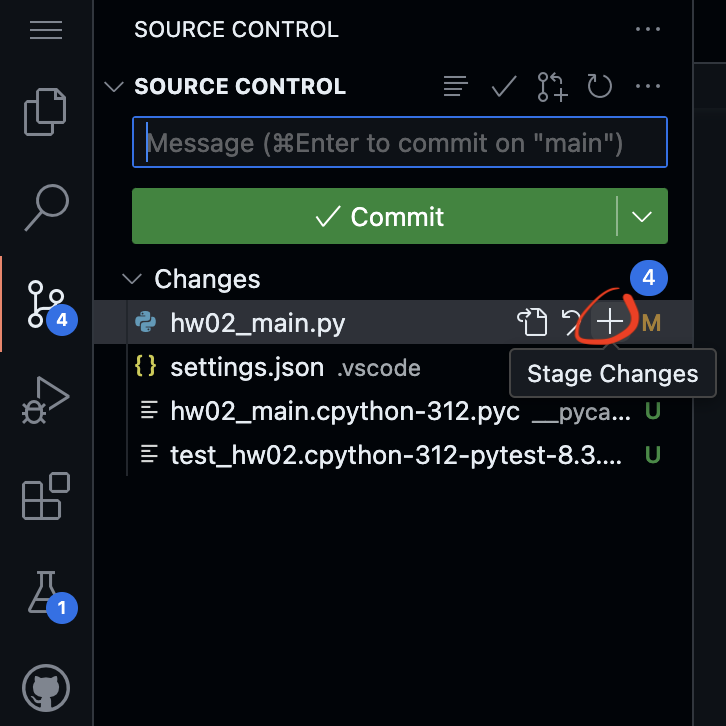 SOURCE CONTROL
SOURCE CONTROL
Message (⌘Enter to commit on "main")
Commit
Changes 4
hw02_main.py M
4
settings.json .vscode
Stage Changes
hw02_main.cpython-312.pyc __pyca... U
test_hw02.cpython-312-pytest-8.3.... U
1